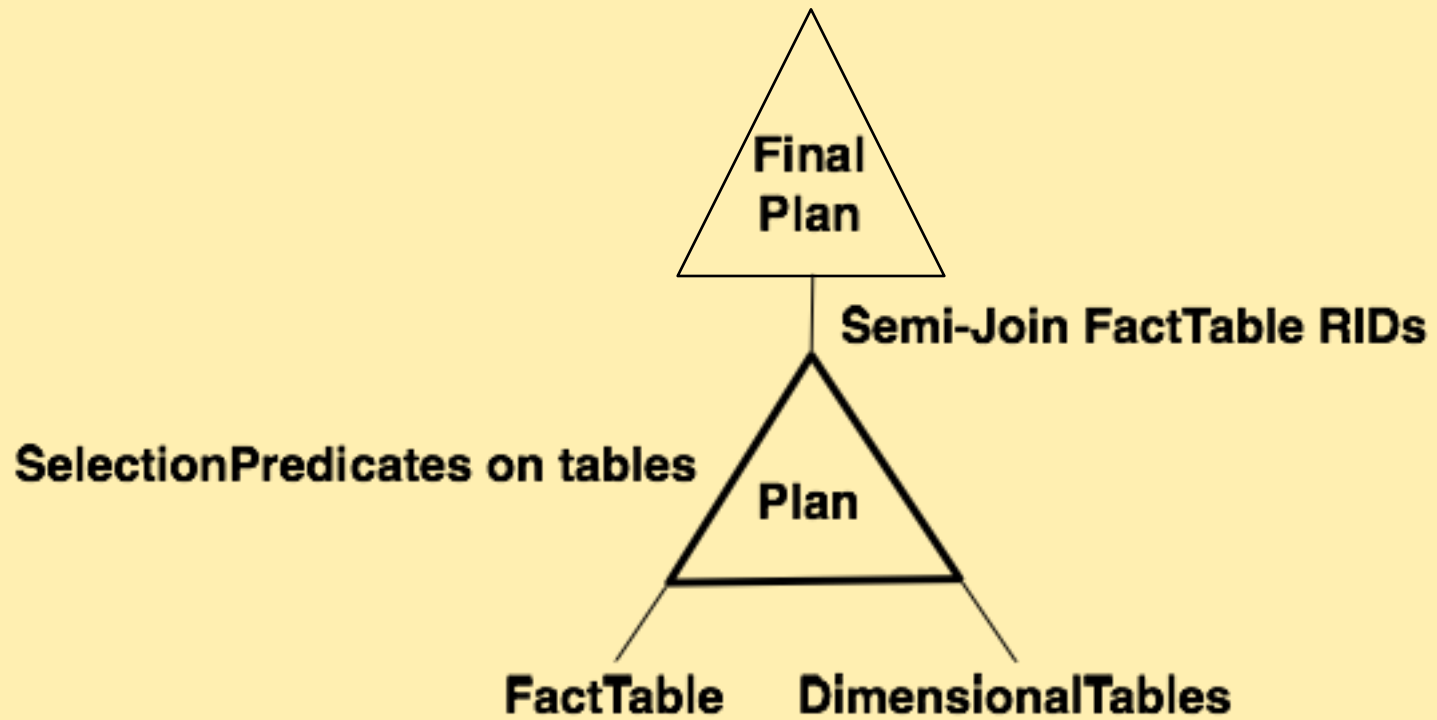 Final
Plan
Semi-Join FactTable RIDs
SelectionPredicates on tables
Plan
FactTable
DimensionalTables